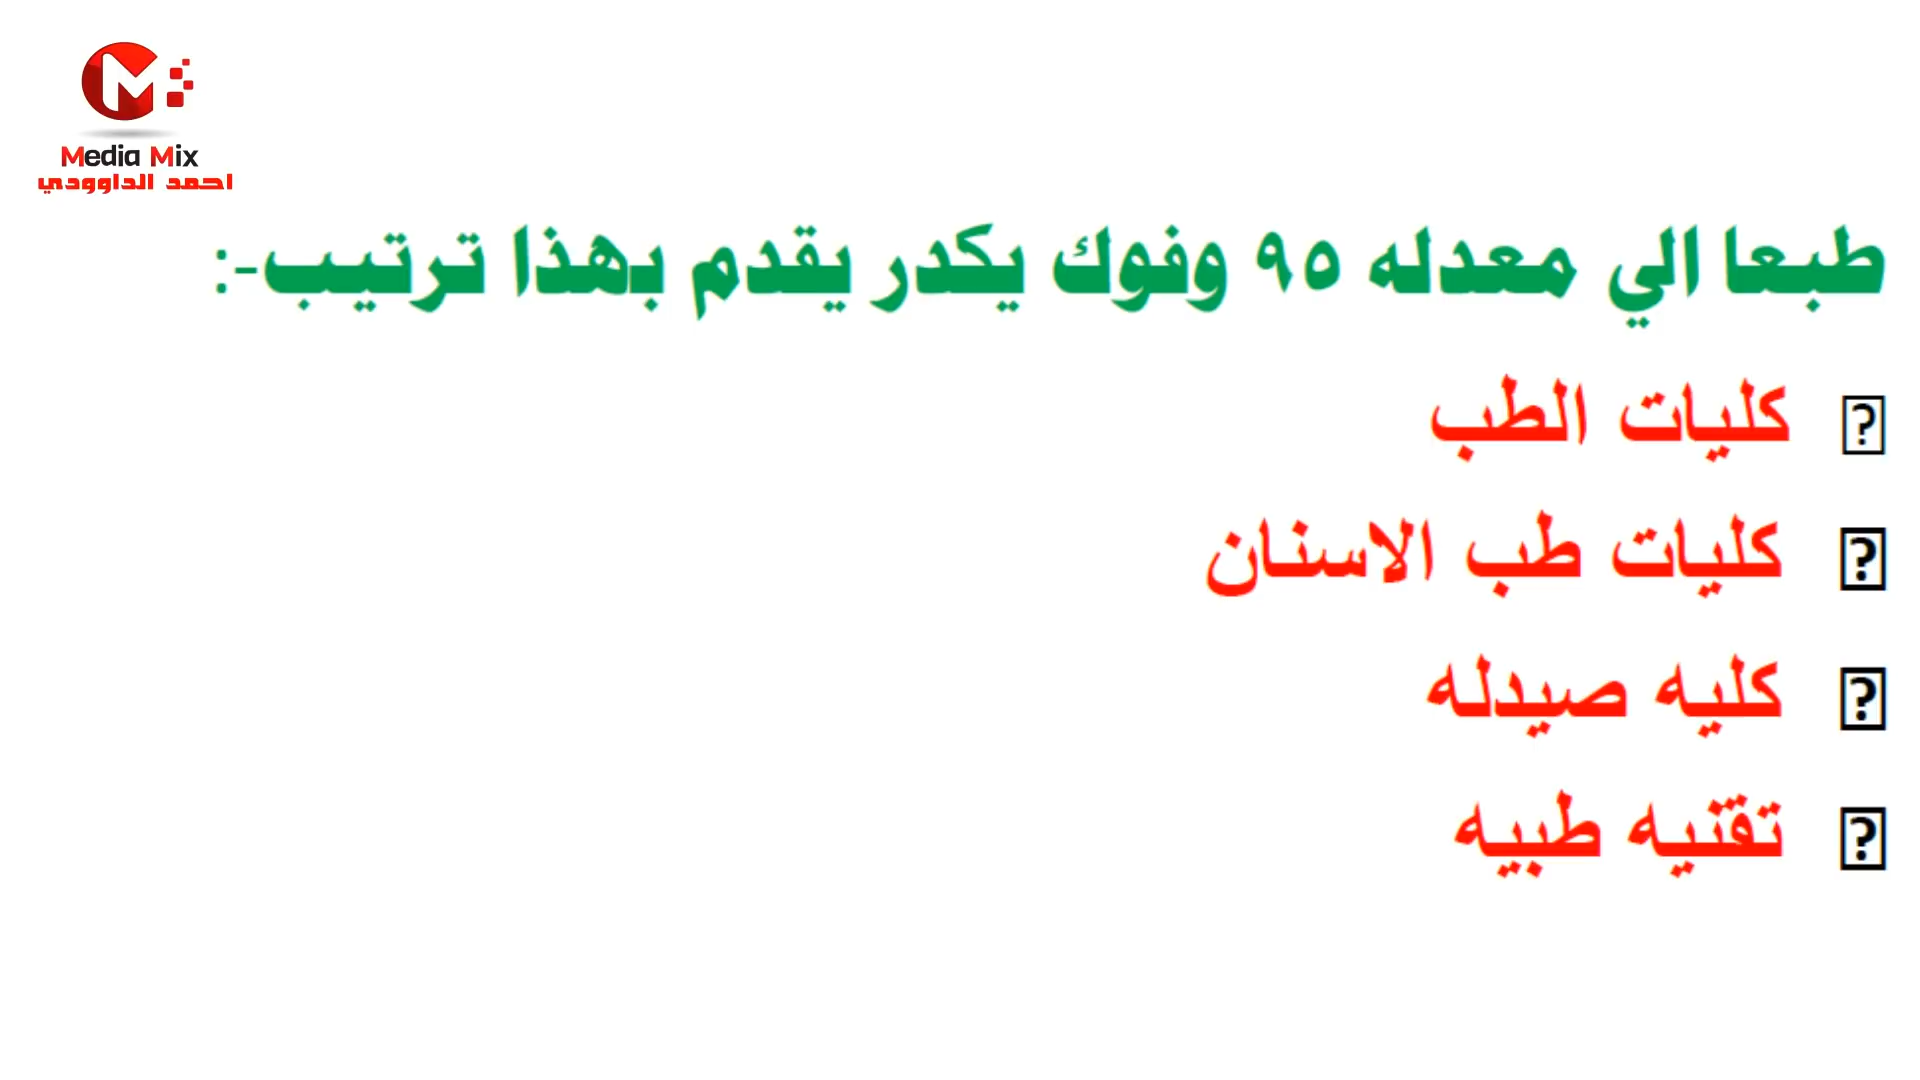 Media Mix
احمد الداوودي
طبعا الي معدله ٩٥ وفوك يكدر يقدم بهذا ترتيب-:
كليات الطب
كليات طب الاسنان
كليه صيدله
تقنيه طبيه